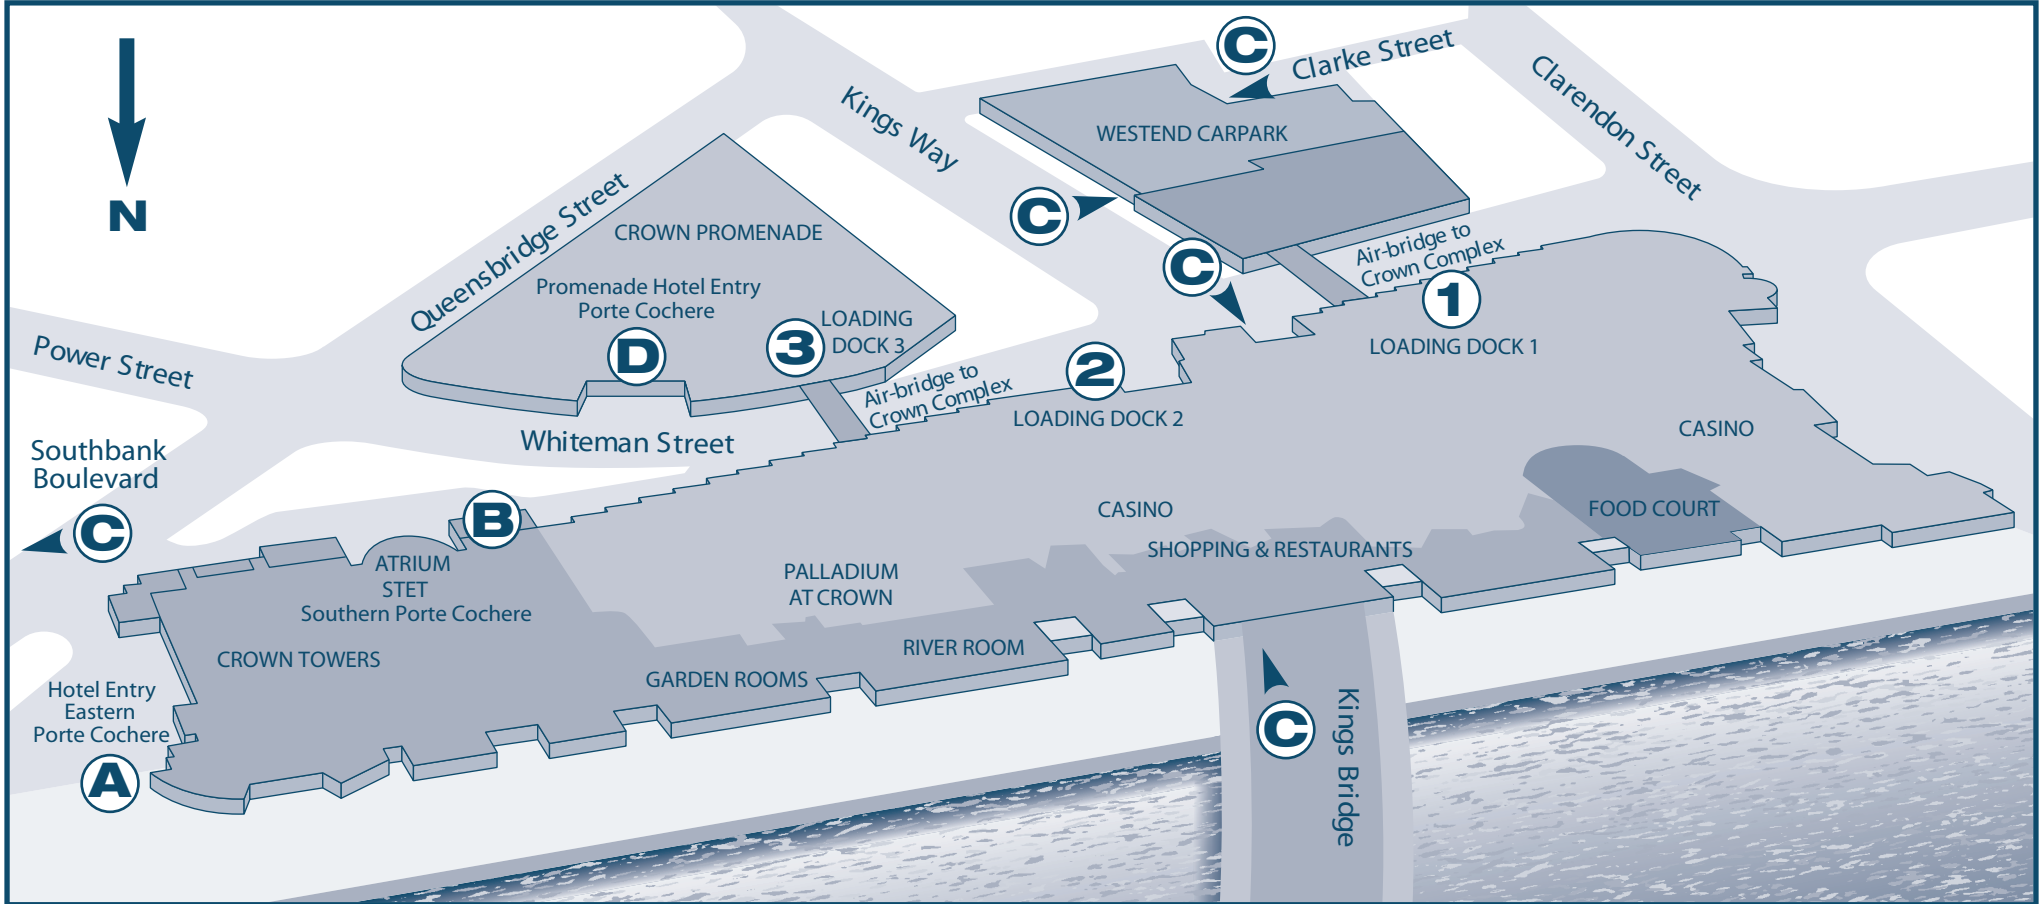 N
C
Clarke Street
Clarendon Street
Kings Way
WESTEND CARPARK
C
C
Queensbridge Street
CROWN PROMENADE
Promenade Hotel Entry
Porte Cochere
D
3
LOADING
DOCK 3
Air-bridge to
Crown Complex
1
LOADING DOCK 1
Power Street
Air-bridge to
Crown Complex
2
LOADING DOCK 2
Whiteman Street
CASINO
Southbank
Boulevard
C
B
CASINO
FOOD COURT
ATRIUM
STET
Southern Porte Cochere
SHOPPING & RESTAURANTS
PALLADIUM
AT CROWN
CROWN TOWERS
RIVER ROOM
GARDEN ROOMS
Hotel Entry
Eastern
Porte Cochere
A
C
Kings Bridge